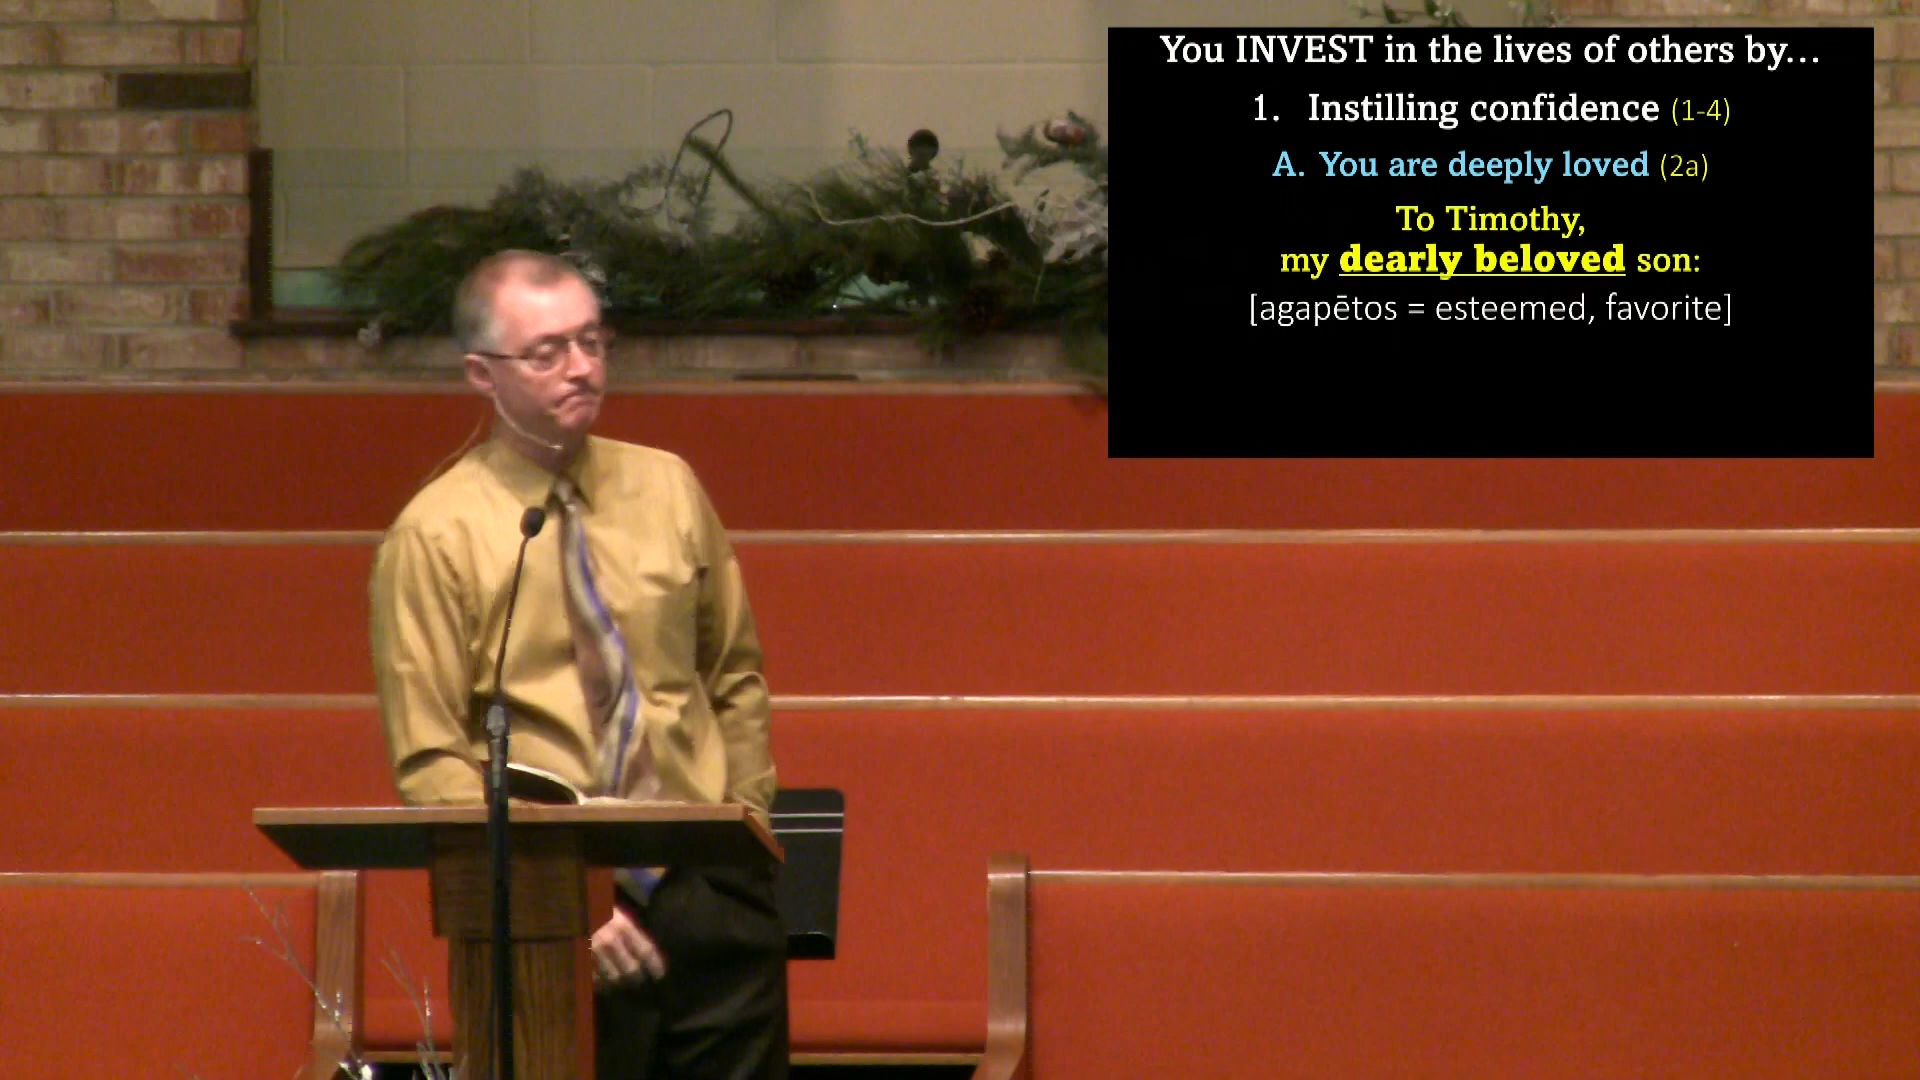 You INVEST in the lives of others by...
1. Instilling confidence (1-4)
A. You are deeply loved (2a)
To Timothy,
my dearly beloved son:
[agapētos = esteemed, favorite]